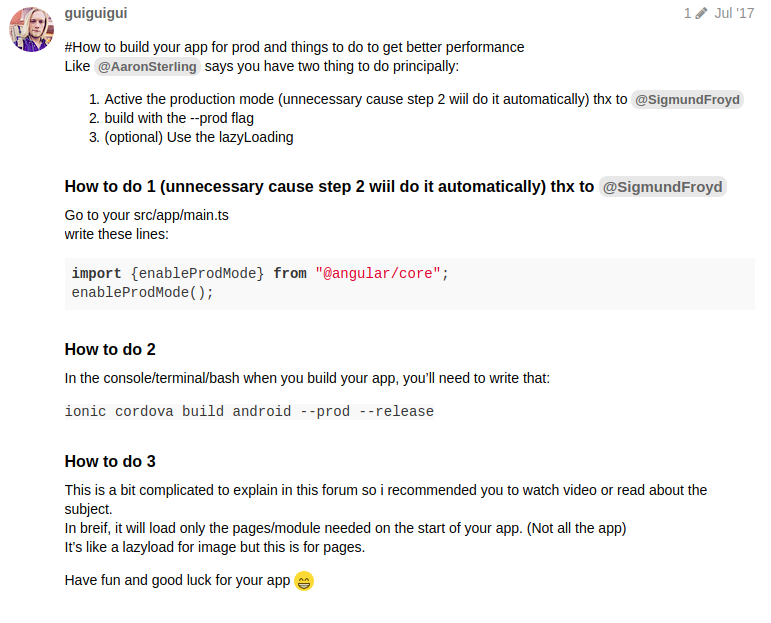 guiguigui
1 Jul '17
#How to build your app for prod and things to do to get better performance
Like @AaronSterling says you have two thing to do principally:
1. Active the production mode (unnecessary cause step 2 wiil do it automatically) thx to @SigmundFroyd
2. build with the --prod flag
3. (optional) Use the lazyLoading
How to do 1 (unnecessary cause step 2 wiil do it automatically) thx to @SigmundFroyd
Go to your src/app/main.ts
write these lines:
import {enableProdMode} from "@angular/core";
enableProdMode();
How to do 2
In the console/terminal/bash when you build your app, you’ll need to write that:
ionic cordova build android --prod --release
How to do 3
This is a bit complicated to explain in this forum so i recommended you to watch video or read about the
subject.
In breif, it will load only the pages/module needed on the start of your app. (Not all the app)
It’s like a lazyload for image but this is for pages.
Have fun and good luck for your app